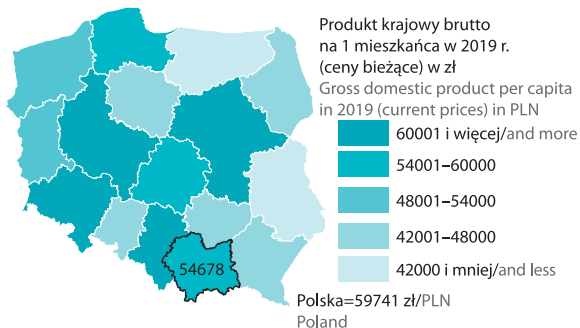 Produkt krajowy brutto
na 1 mieszkańca w 2019 r.
(ceny bieżące) w zł
Gross domestic product per capita
in 2019 (current prices) in PLN
60001 i więcej/and more
54001–60000
48001–54000
42001–48000
42000 i mniej/and less
54678
Polska=59741 zł/PLN
Poland